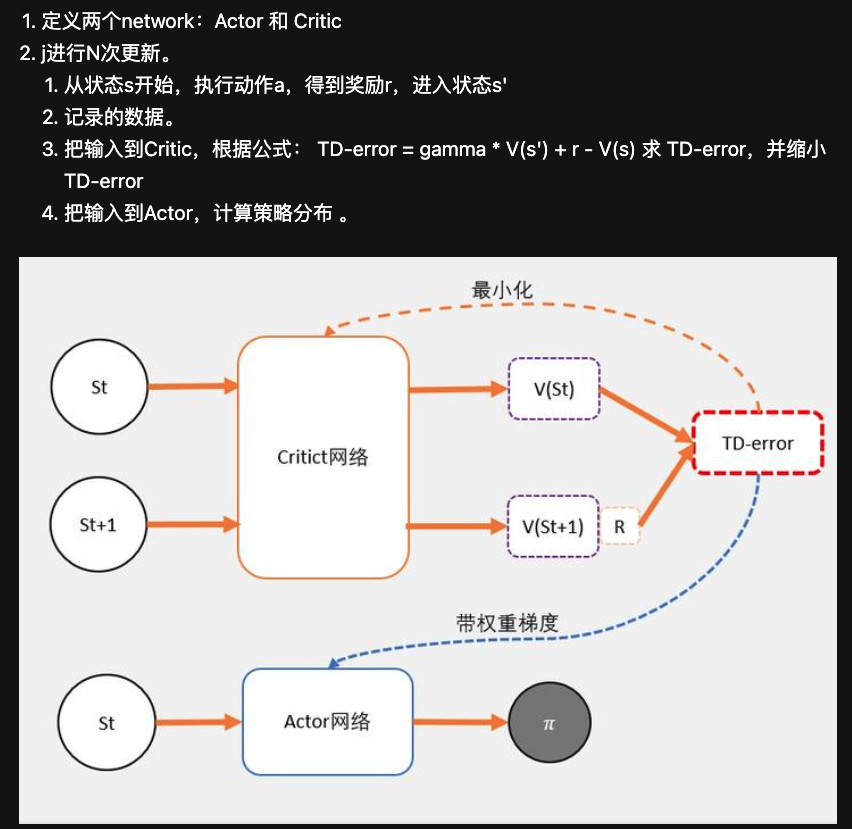 1. 定义两个network：Actor 和 Critic
2. j进行N次更新。
1. 从状态s开始，执行动作a，得到奖励r，进入状态s'
2. 记录的数据。
3. 把输入到Critic，根据公式： TD-error = gamma * V(s') + r - V(s) 求 TD-error，并缩小
TD-error
4. 把输入到Actor，计算策略分布 。
最小化
St
V(St)
Critict网络
TD-error
St+1
V(St+1)
R
带权重梯度
St
Actor网络
π